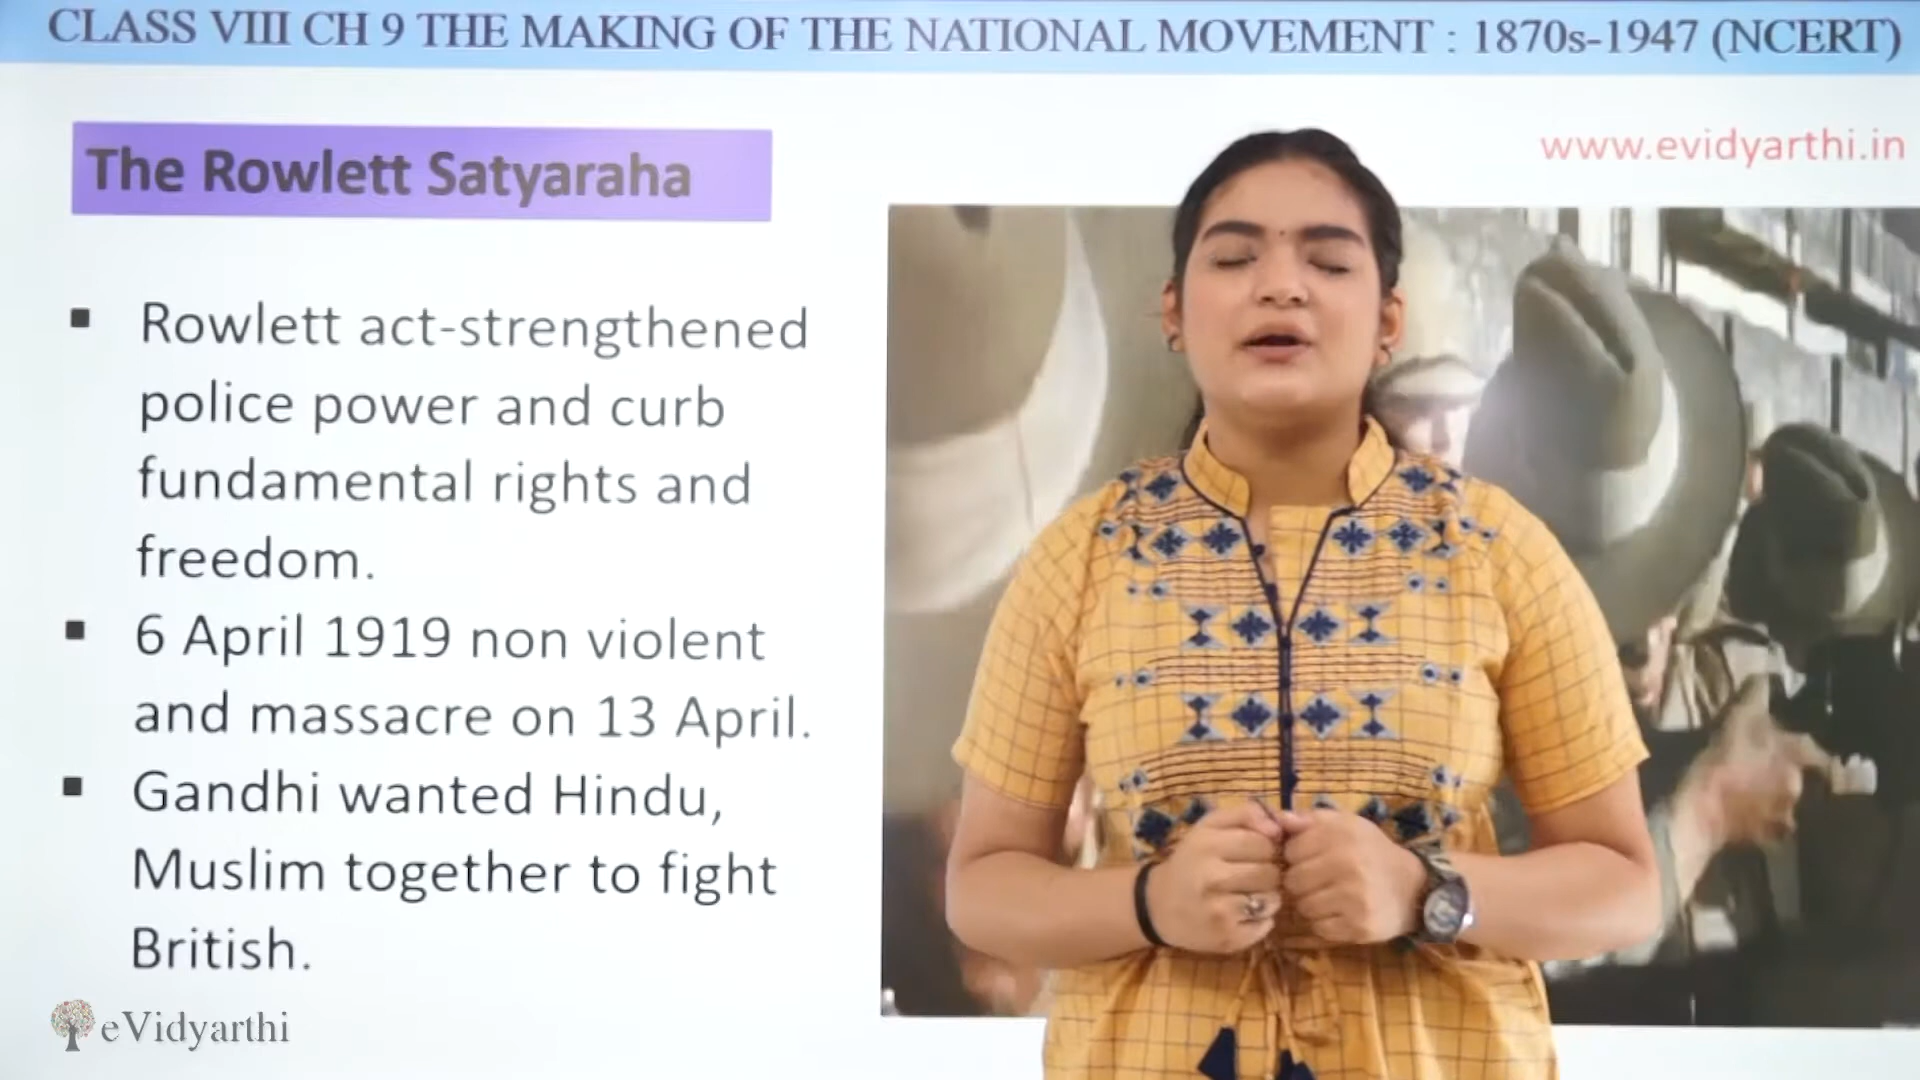 CLASS VIII CH 9 THE MAKING OF THE NATIONAL MOVEMENT : 1870s-1947 (NCERT)
www.evidyarthi.in
The Rowlett Satyaraha
▪ Rowlett act-strengthened
police power and curb
fundamental rights and
freedom.
▪ 6 April 1919 non violent
and massacre on 13 April.
▪ Gandhi wanted Hindu,
Muslim together to fight
British.
eVidyarthi